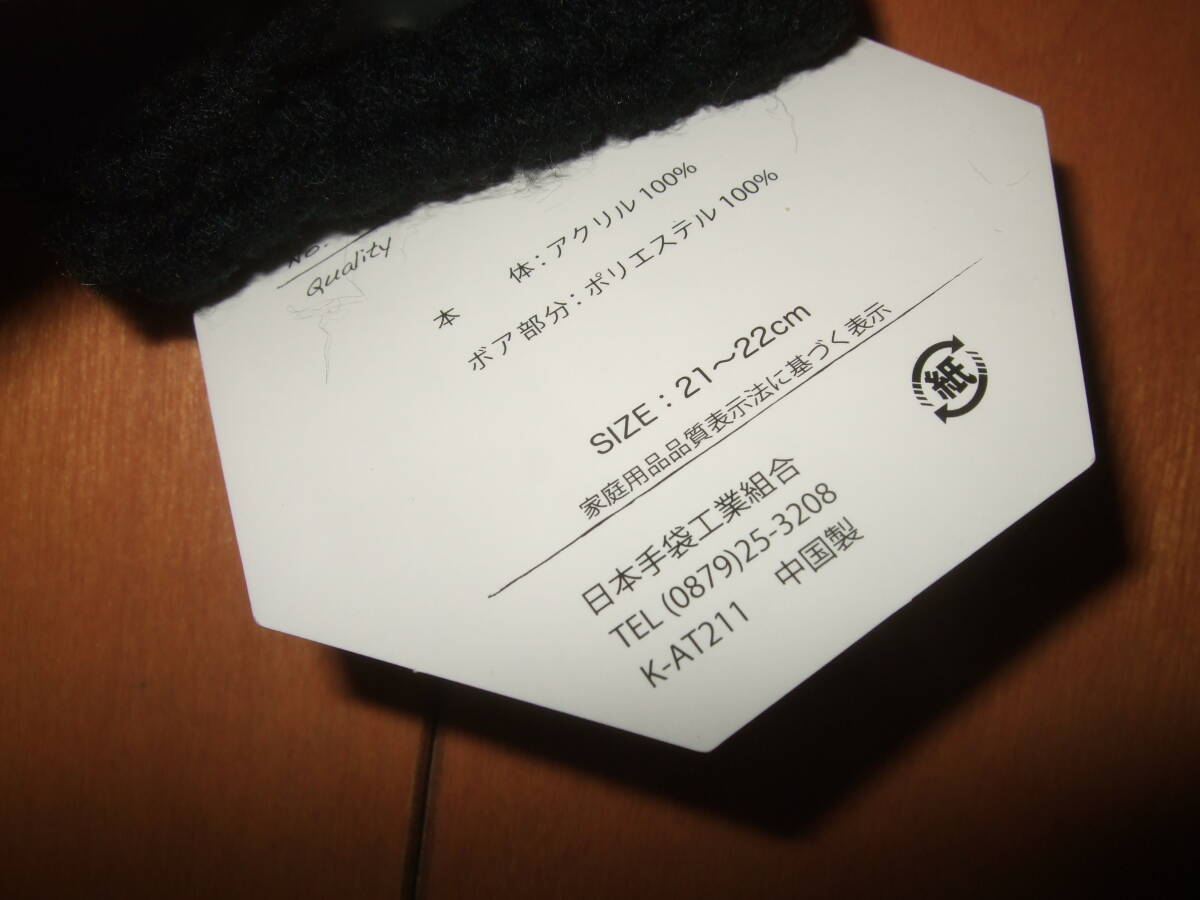 No.
Quality
本　　体：アクリル100%
ボア部分：ポリエステル100%
SIZE：21～22cm
家庭用品品質表示法に基づく表示
日本手袋工業組合
TEL (0879)25-3208
K-AT211　中国製
紙